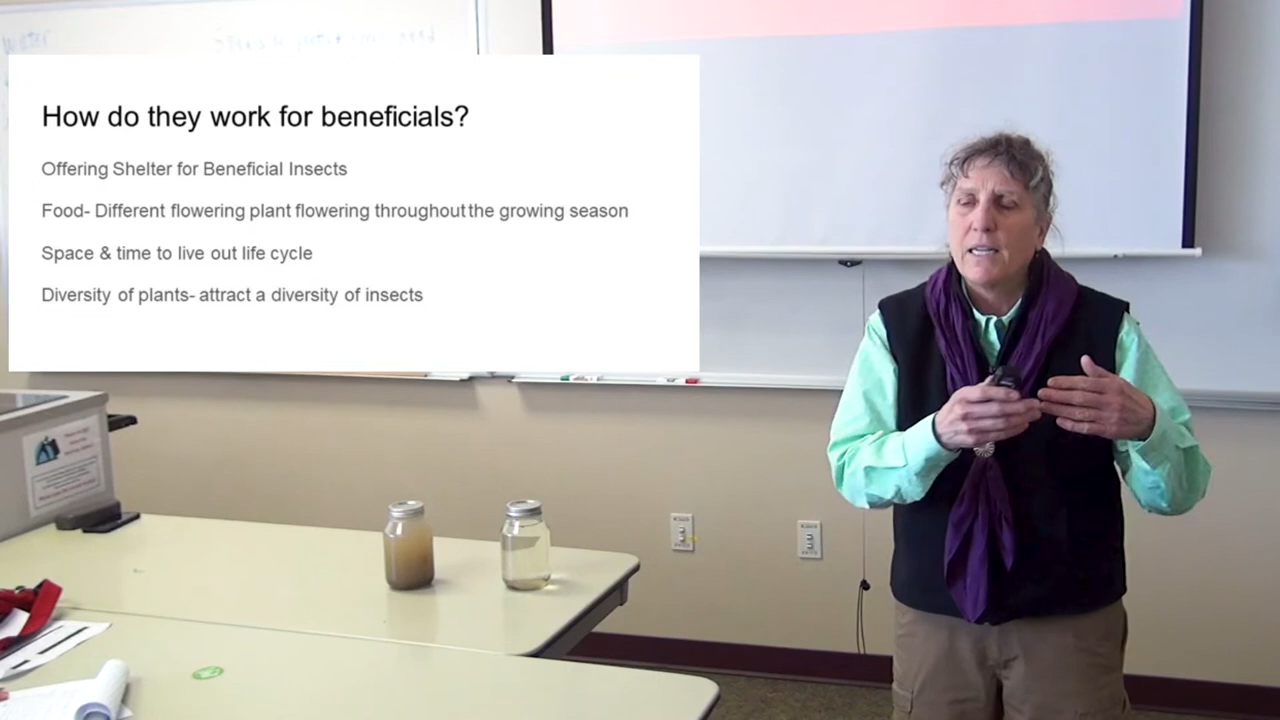 How do they work for beneficials?
Offering Shelter for Beneficial Insects
Food- Different flowering plant flowering throughout the growing season
Space & time to live out life cycle
Diversity of plants- attract a diversity of insects